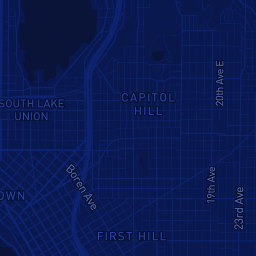 20th Ave E
CAPITOL
HILL
SOUTH LAKE
UNION
19th Ave
Boren Ave
23rd Ave
OWN
FIRST HILL